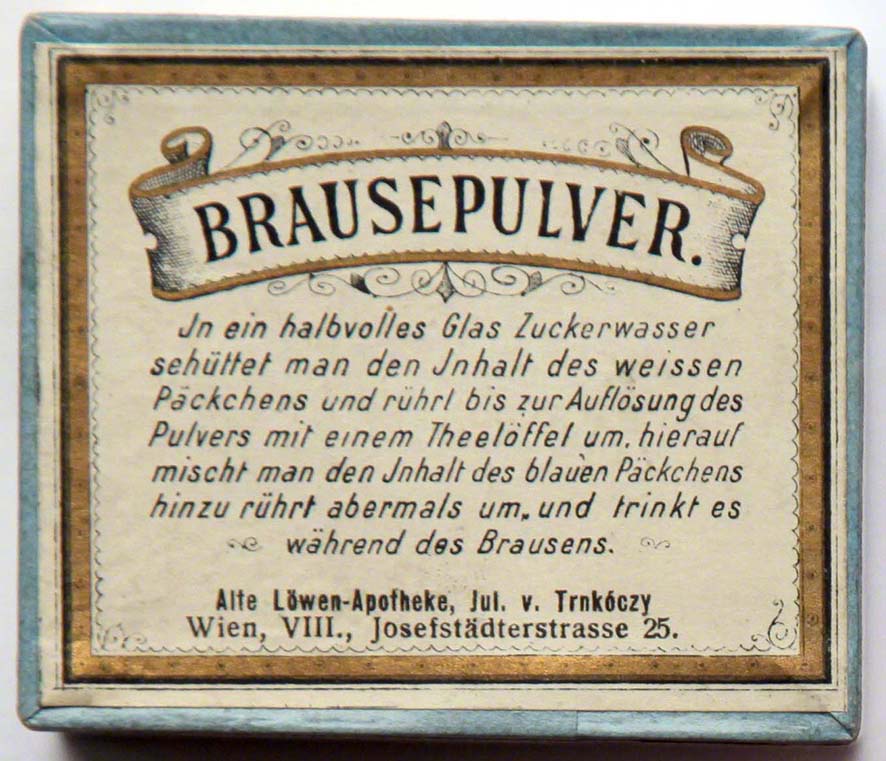 BRAUSEPULVER.
Jn ein halbvolles Glas Zuckerwasser
schüttet man den Jnhalt des weissen
Päckchens und rührt bis zur Auflösung des
Pulvers mit einem Theelöffel um, hierauf
mischt man den Jnhalt des blauen Päckchens
hinzu rührt abermals um, und trinkt es
während des Brausens.
Alte Löwen-Apotheke, Jul. v. Trnkóczy
Wien, VIII., Josefstädterstrasse 25.